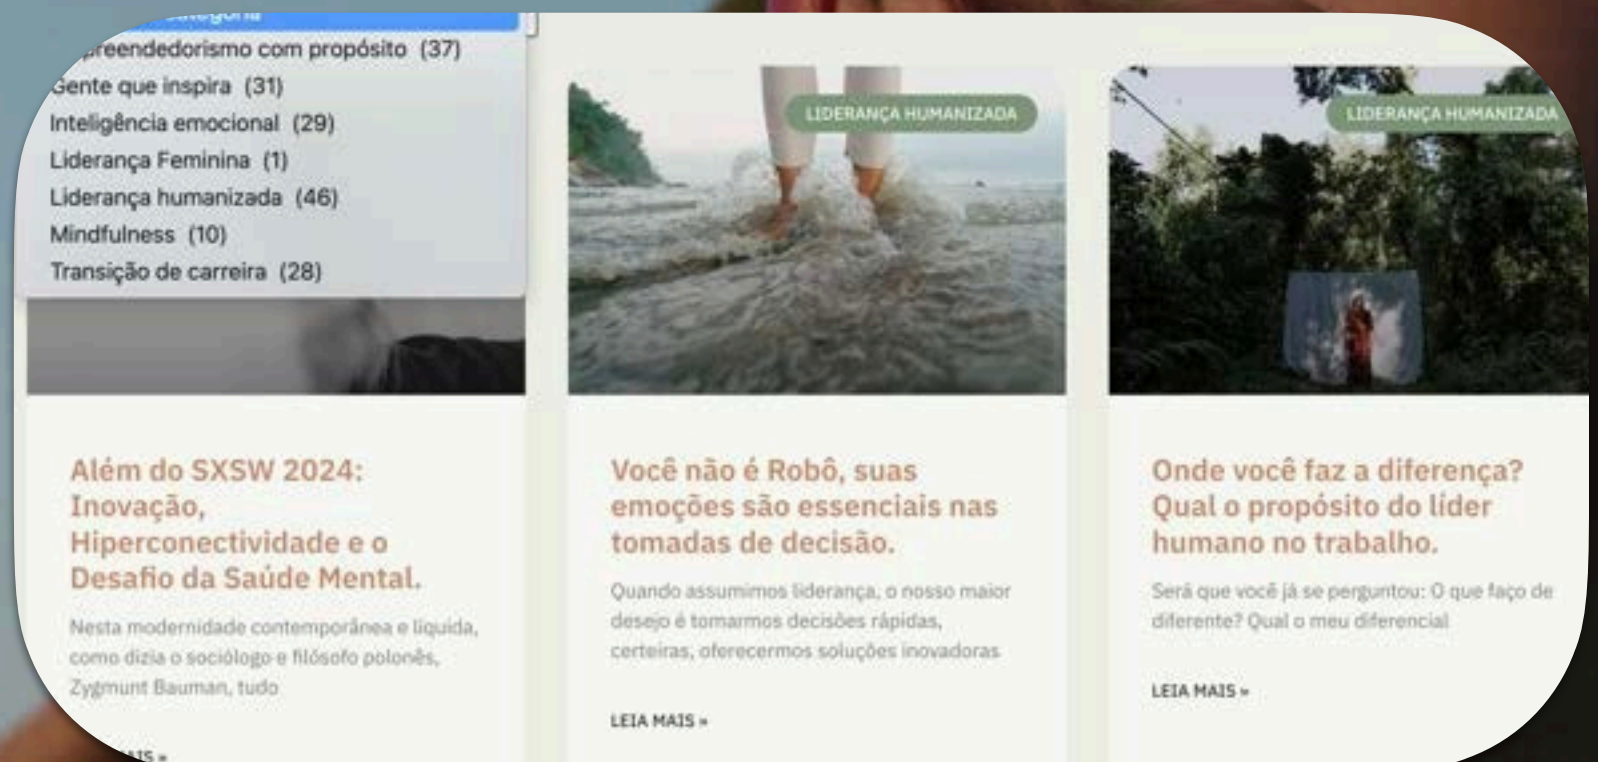 com propósito (37)
Gente que inspira (31)
Inteligência emocional (29)
Liderança Feminina (1)
Liderança humanizada (46)
Mindfulness (10)
Transição de carreira (28)
LIDERANÇA HUMANIZADA
LIDERANÇA HUMANIZADA
Além do SXSW 2024:
Inovação,
Hiperconectividade e o
Desafio da Saúde Mental.
Nesta modernidade contemporânea e líquida,
como dizia o sociólogo e filósofo polonês,
Zygmunt Bauman, tudo
Você não é Robô, suas
emoções são essenciais nas
tomadas de decisão.
Quando assumimos liderança, o nosso maior
desejo é tomarmos decisões rápidas,
certeiras, oferecermos soluções inovadoras
LEIA MAIS »
Onde você faz a diferença?
Qual o propósito do líder
humano no trabalho.
Será que você já se perguntou: O que faço de
diferente? Qual o meu diferencial
LEIA MAIS »